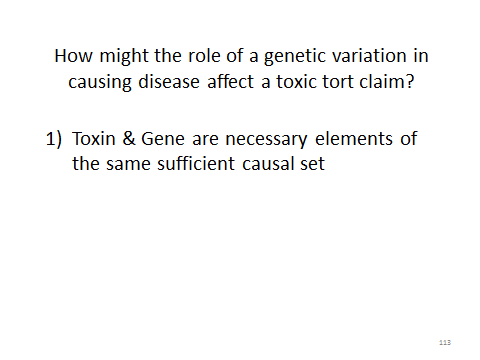 How might the role of a genetic variation in
causing disease affect a toxic tort claim?
1) Toxin & Gene are necessary elements of
the same sufficient causal set
113